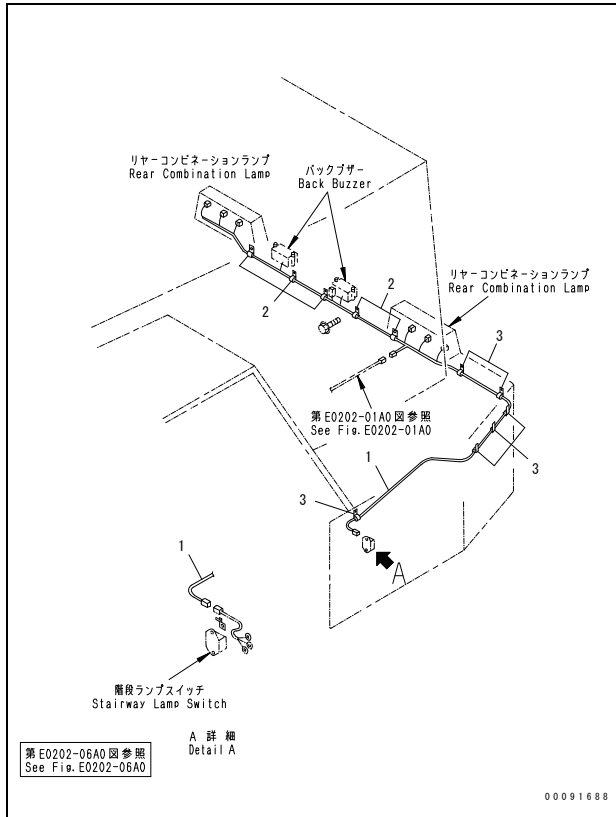 リヤーコンビネーションランプ
Rear Combination Lamp
バックブザー
Back Buzzer
2
2
リヤーコンビネーションランプ
Rear Combination Lamp
3
第E0202-01A0図参照
See Fig. E0202-01A0
3
1
3
A
1
階段ランプスイッチ
Stairway Lamp Switch
A 詳 細
Detail A
第E0202-06A0図参照
See Fig. E0202-06A0
00091688